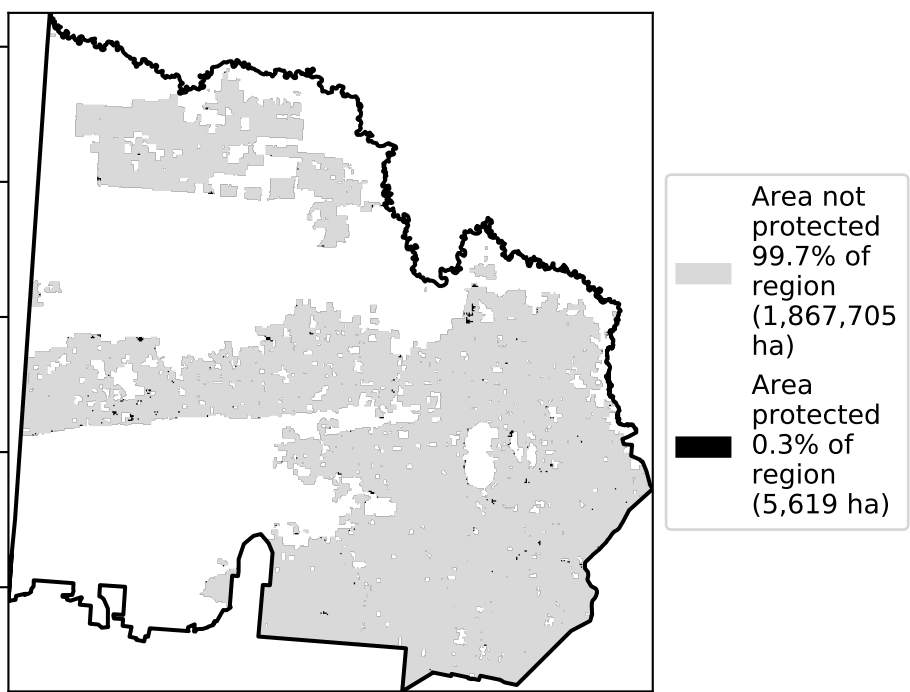 Area not
protected
99.7% of
region
(1,867,705
ha)
Area
protected
0.3% of
region
(5,619 ha)